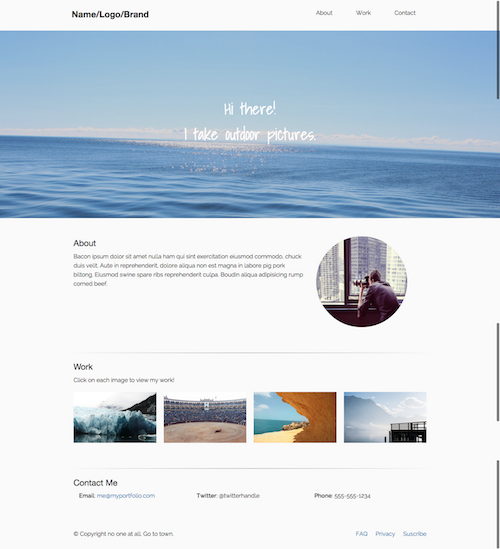 Name/Logo/Brand
About Work Contact
Hi there!
I take outdoor pictures.
About
Bacon ipsum dolor sit amet nulla ham qui sint exercitation eiusmod commodo, chuck
duis velit. Aute in reprehenderit, dolore aliqua non est magna in labore pig pork
biltong. Eiusmod swine spare ribs reprehenderit culpa. Boudin aliqua adipisicing rump
corned beef.
Work
Click on each image to view my work!
Contact Me
Email: me@myportfolio.com Twitter: @twitterhandle Phone: 555-555-1234
© Copyright no one at all. Go to town. FAQ Privacy Suscribe